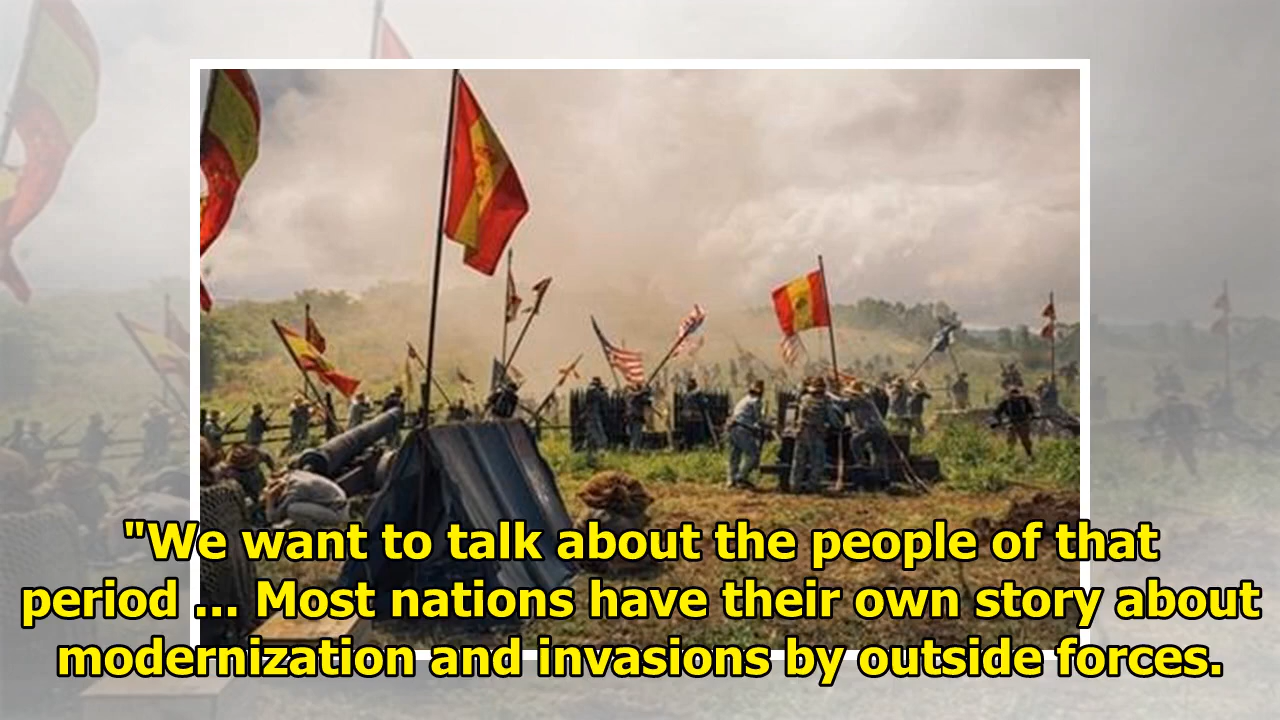 "We want to talk about the people of that
period ... Most nations have their own story about
modernization and invasions by outside forces.